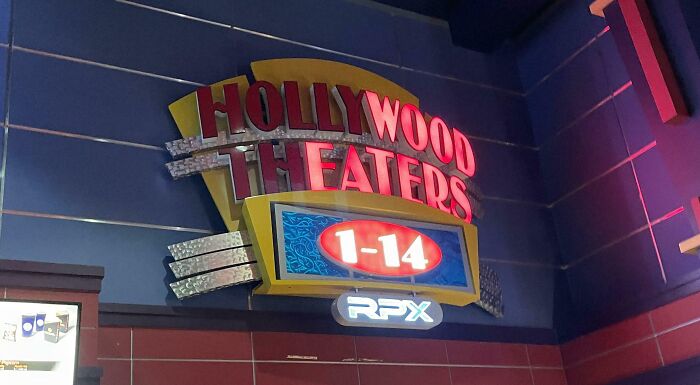 HOLLYWOOD
THEATERS
1-14
RPX